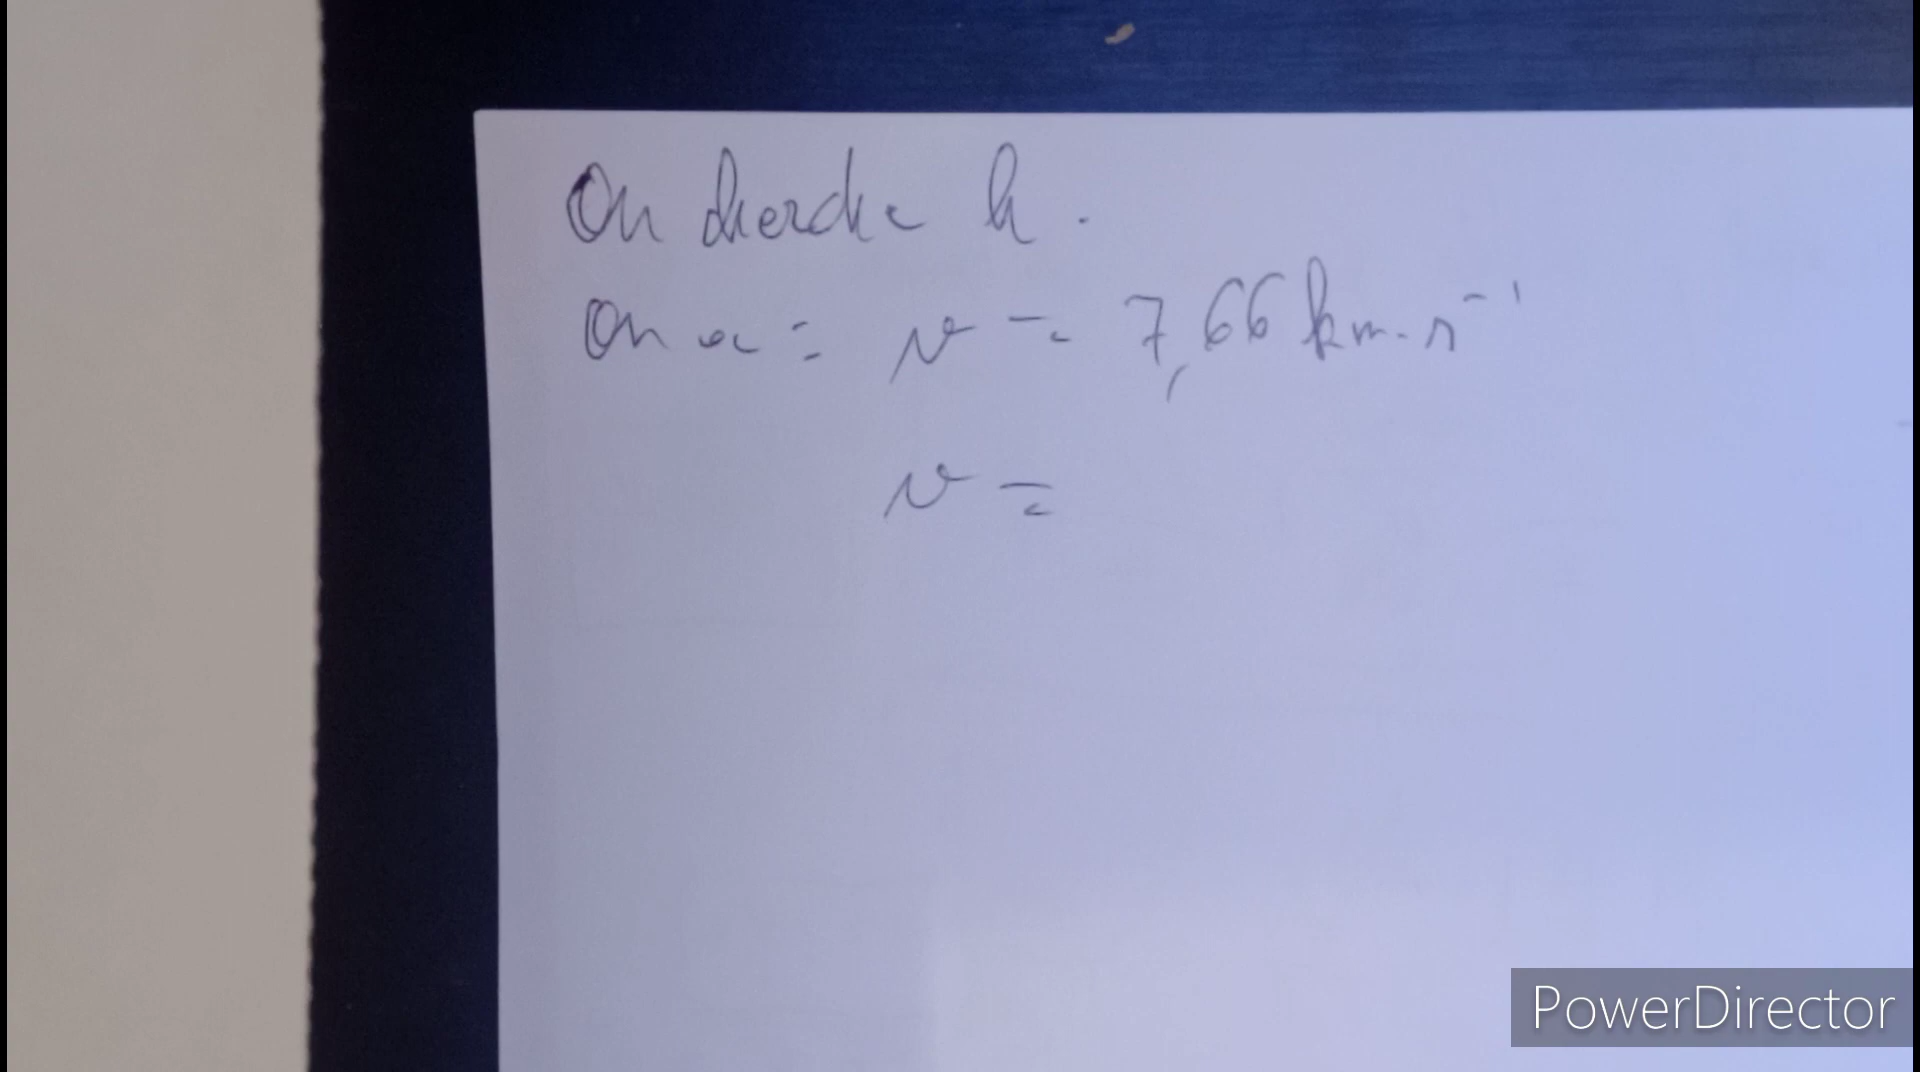 On cherche h.
On a : v = 7,66 km.s⁻¹
v =
PowerDirector